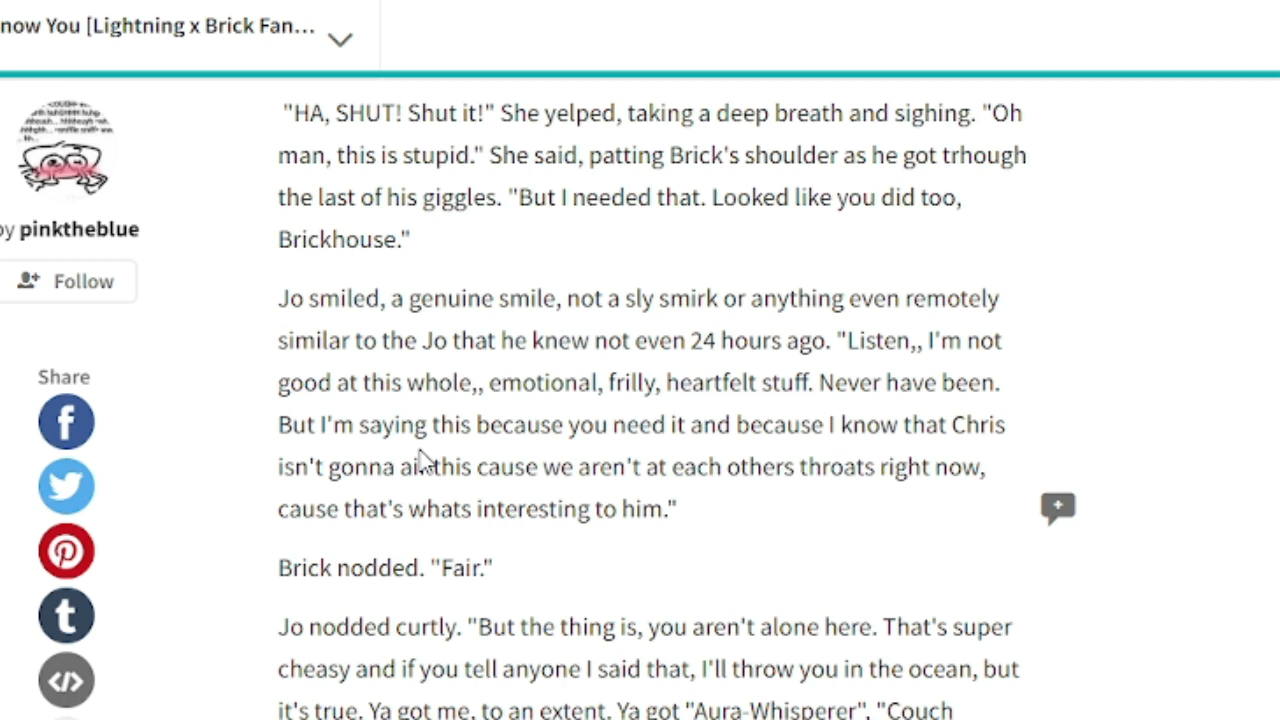 now You [Lightning x Brick Fan...
"HA, SHUT! Shut it!" She yelped, taking a deep breath and sighing. "Oh
man, this is stupid." She said, patting Brick's shoulder as he got trhough
the last of his giggles. "But I needed that. Looked like you did too,
Brickhouse."
by pinktheblue
Follow
Jo smiled, a genuine smile, not a sly smirk or anything even remotely
similar to the Jo that he knew not even 24 hours ago. "Listen,, I'm not
good at this whole,, emotional, frilly, heartfelt stuff. Never have been.
But I'm saying this because you need it and because I know that Chris
isn't gonna air this cause we aren't at each others throats right now,
cause that's whats interesting to him."
Share
Brick nodded. "Fair."
Jo nodded curtly. "But the thing is, you aren't alone here. That's super
cheasy and if you tell anyone I said that, I'll throw you in the ocean, but
it's true. Ya got me, to an extent. Ya got "Aura-Whisperer", "Couch